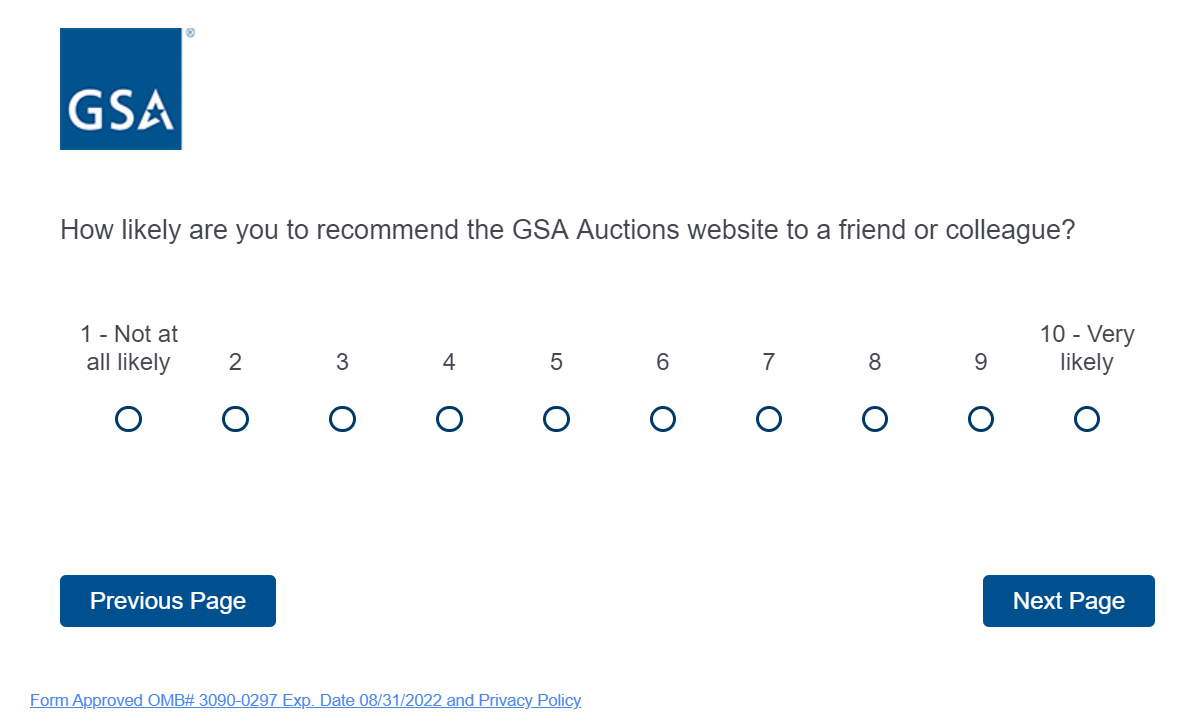 ®
GSA
How likely are you to recommend the GSA Auctions website to a friend or colleague?
1 - Not at all likely 2 3 4 5 6 7 8 9 10 - Very likely
Previous Page Next Page
Form Approved OMB# 3090-0297 Exp. Date 08/31/2022 and Privacy Policy